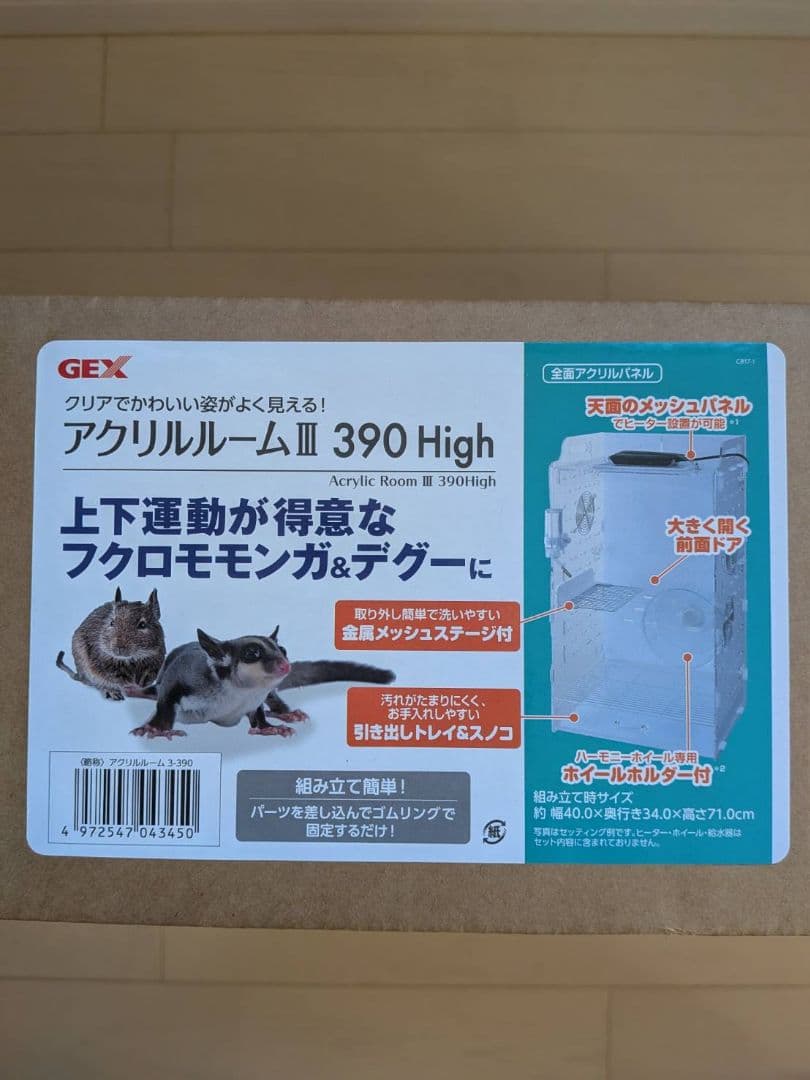 GEX
クリアでかわいい姿がよく見える!
アクリルルームⅢ 390 High
Acrylic Room Ⅲ 390High
上下運動が得意な
フクロモモンガ&デグーに
取り外し簡単で洗いやすい
金属メッシュステージ付
汚れがたまりにくく、
お手入れしやすい
引き出しトレイ&スノコ
〈略称〉アクリルルーム 3-390
4 972547 043450
組み立て簡単!
パーツを差し込んでゴムリングで
固定するだけ!
紙
CB17-1
全面アクリルパネル
天面のメッシュパネル
でヒーター設置が可能 *1
大きく開く
前面ドア
ハーモニーホイール専用
ホイールホルダー付 *2
組み立て時サイズ
約 幅40.0×奥行き34.0×高さ71.0cm
写真はセッティング例です。ヒーター・ホイール・給水器は
セット内容に含まれておりません。